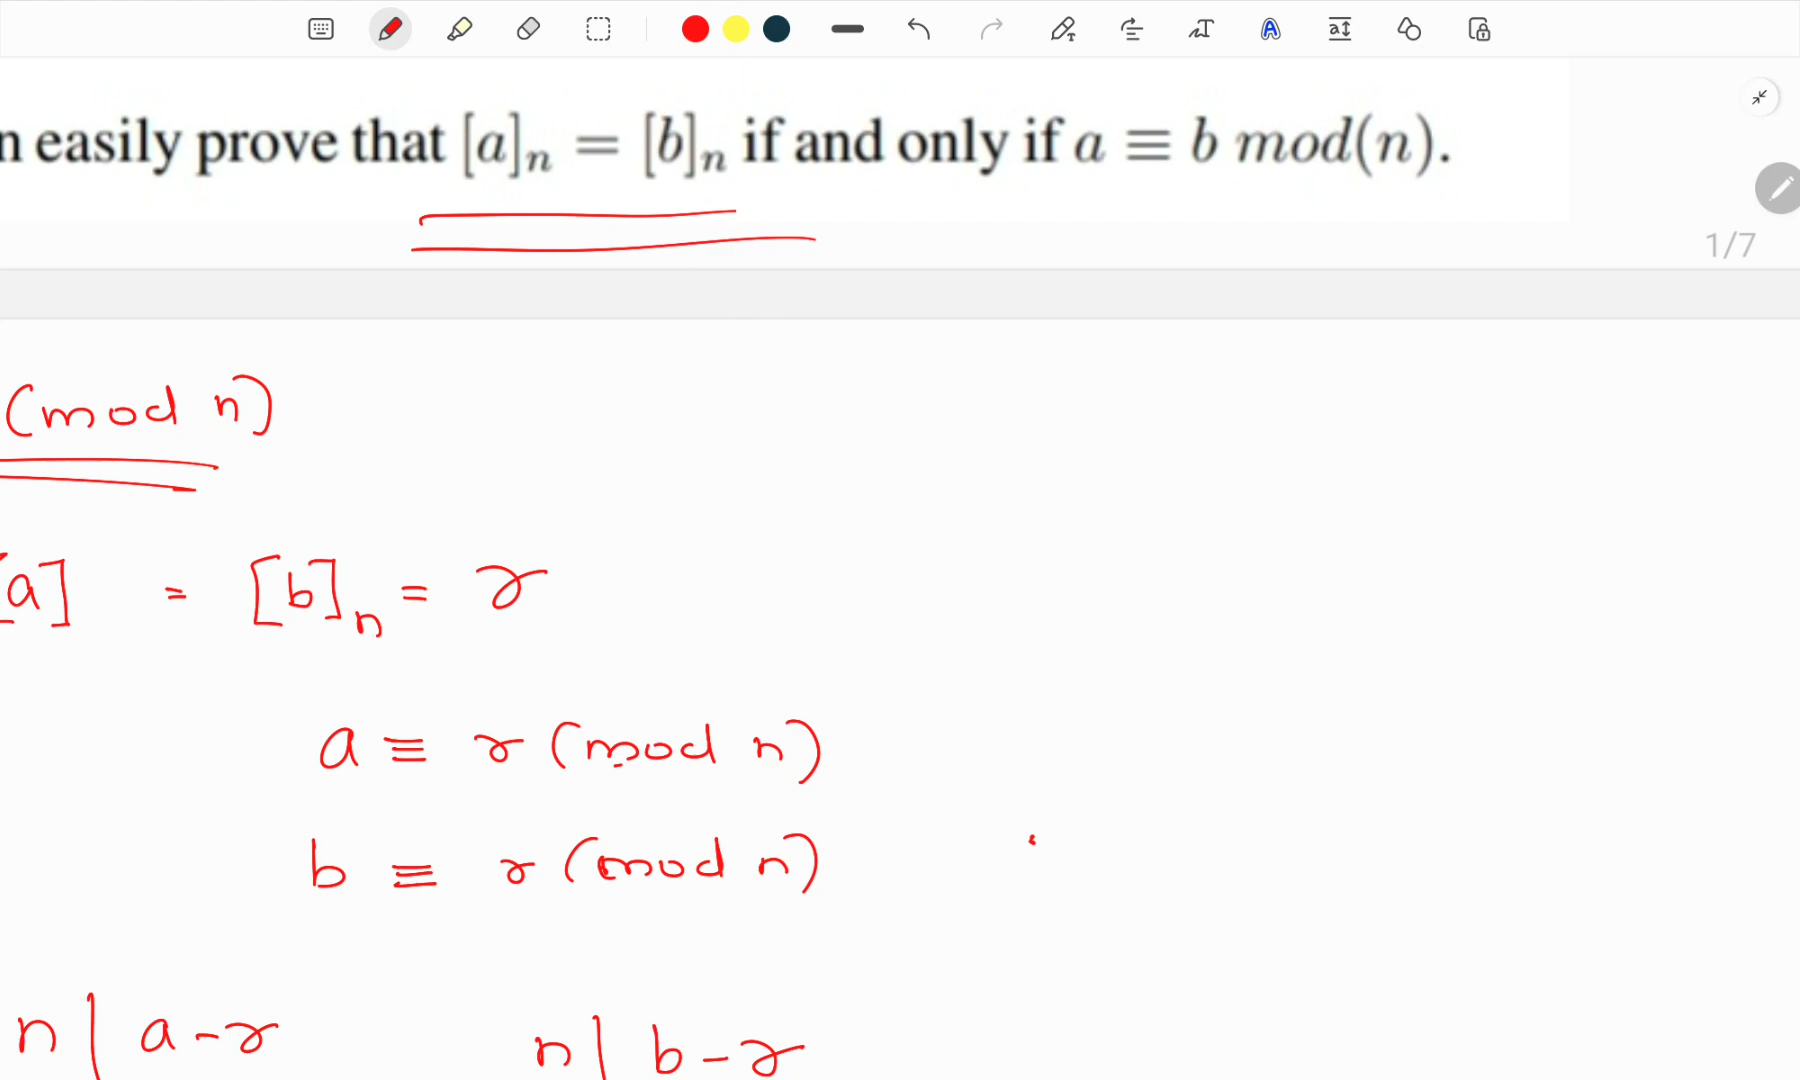 n easily prove that [a]n = [b]n if and only if a ≡ b mod(n).
1/7
(mod n)
[a] = [b]n = r
a ≡ r (mod n)
b ≡ r (mod n)
n | a - r n | b - r